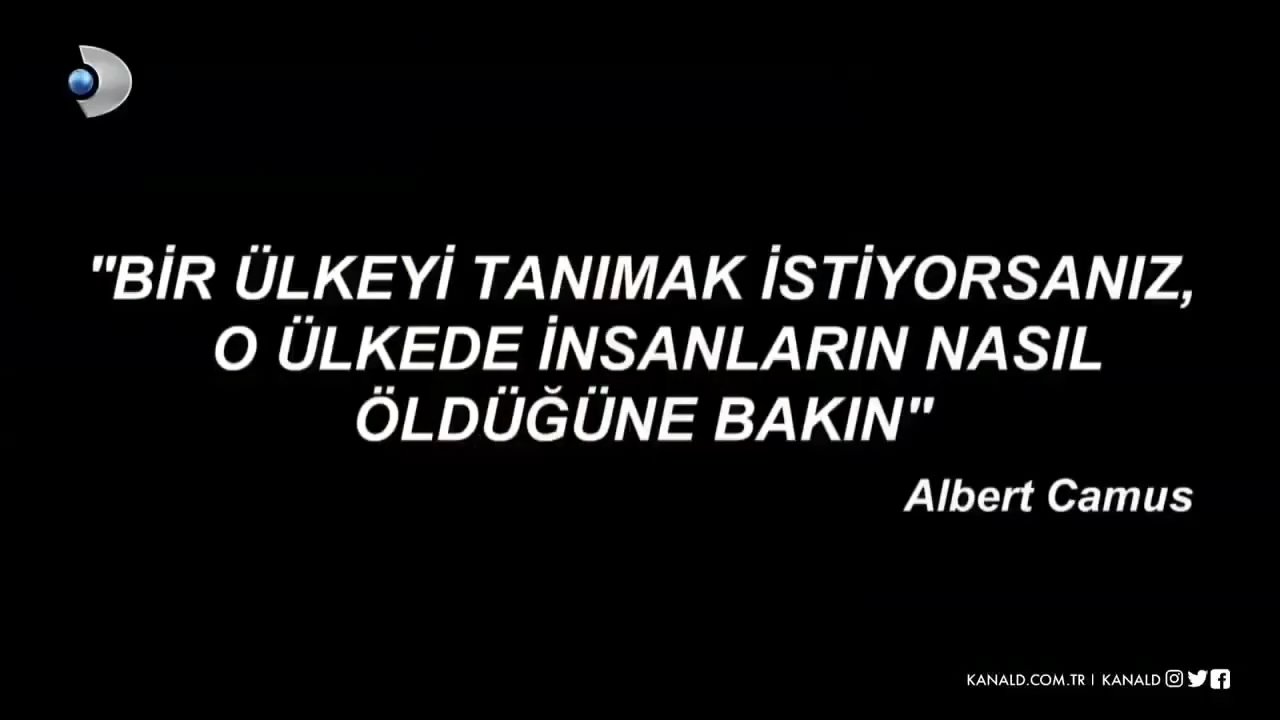 "BİR ÜLKEYİ TANIMAK İSTİYORSANIZ,
O ÜLKEDE İNSANLARIN NASIL
ÖLDÜĞÜNE BAKIN"
Albert Camus
KANALD.COM.TR | KANALD